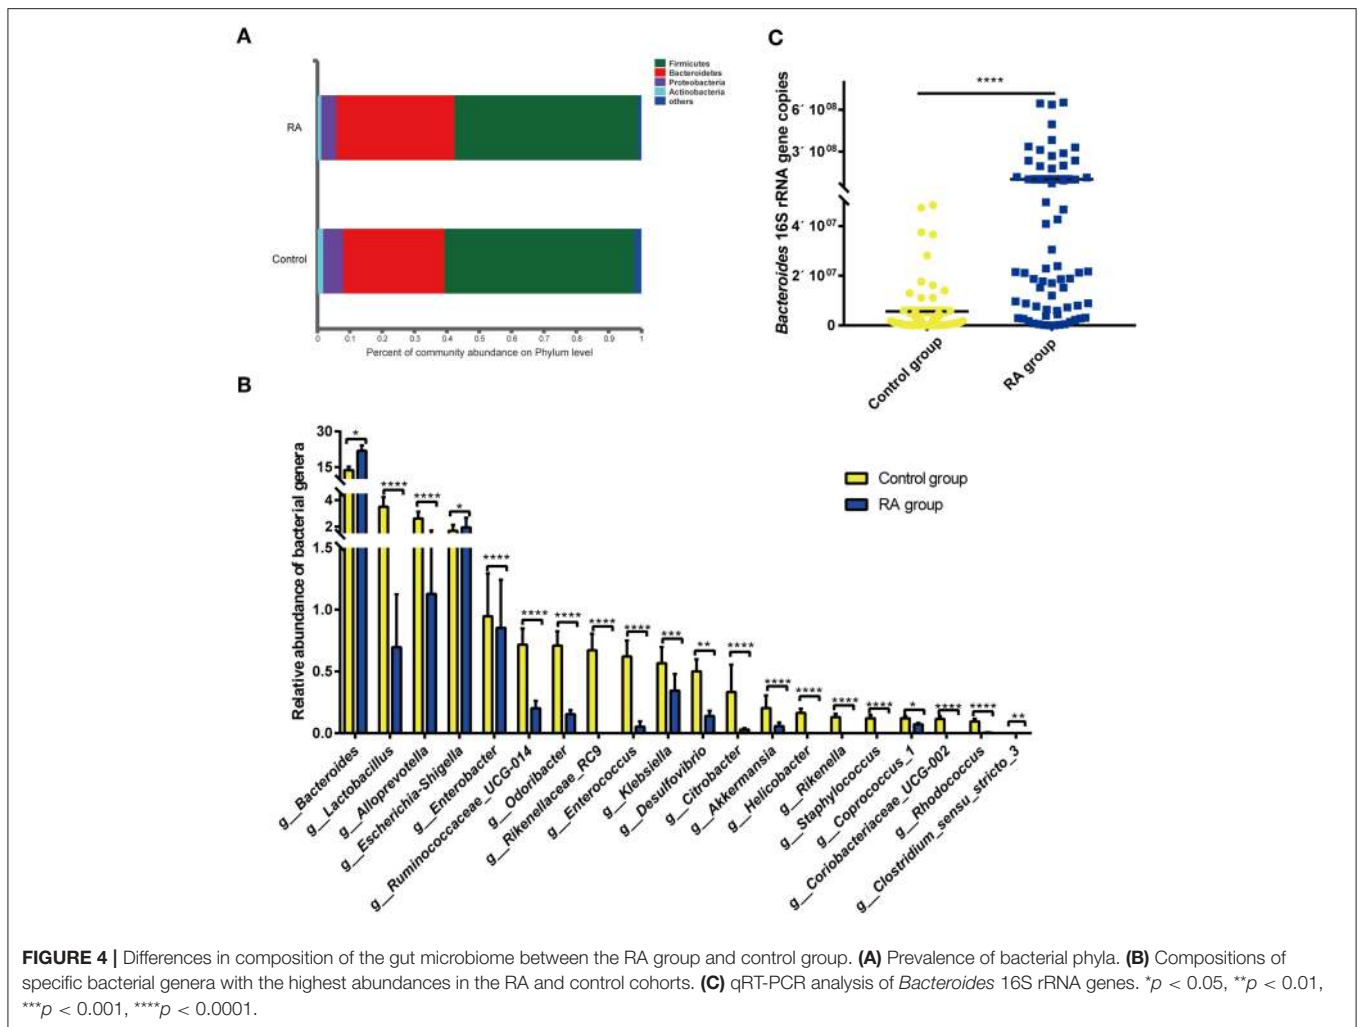 A
RA
Control
0
0.1
0.2
0.3
0.4
0.5
0.6
0.7
0.8
0.9
1
Percent of community abundance on Phylum level
Firmicutes
Bacteroidetes
Proteobacteria
Actinobacteria
others
C
****
Bacteroides 16S rRNA gene copies
6´ 10⁰⁸
3´ 10⁰⁸
4´ 10⁰⁷
2´ 10⁰⁷
0
Control group
RA group
B
Relative abundance of bacterial genera
30
15
4
2
1.5
1.0
0.5
0.0
*
****
****
*
****
****
****
****
****
***
**
****
****
****
****
****
*
****
****
**
Control group
RA group
g__Bacteroides
g__Lactobacillus
g__Alloprevotella
g__Escherichia-Shigella
g__Enterobacter
g__Ruminococcaceae_UCG-014
g__Odoribacter
g__Rikenellaceae_RC9
g__Enterococcus
g__Klebsiella
g__Desulfovibrio
g__Citrobacter
g__Akkermansia
g__Helicobacter
g__Rikenella
g__Staphylococcus
g__Coprococcus_1
g__Coriobacteriaceae_UCG-002
g__Rhodococcus
g__Clostridium_sensu_stricto_3
FIGURE 4 | Differences in composition of the gut microbiome between the RA group and control group. (A) Prevalence of bacterial phyla. (B) Compositions of
specific bacterial genera with the highest abundances in the RA and control cohorts. (C) qRT-PCR analysis of Bacteroides 16S rRNA genes. *p < 0.05, **p < 0.01,
***p < 0.001, ****p < 0.0001.